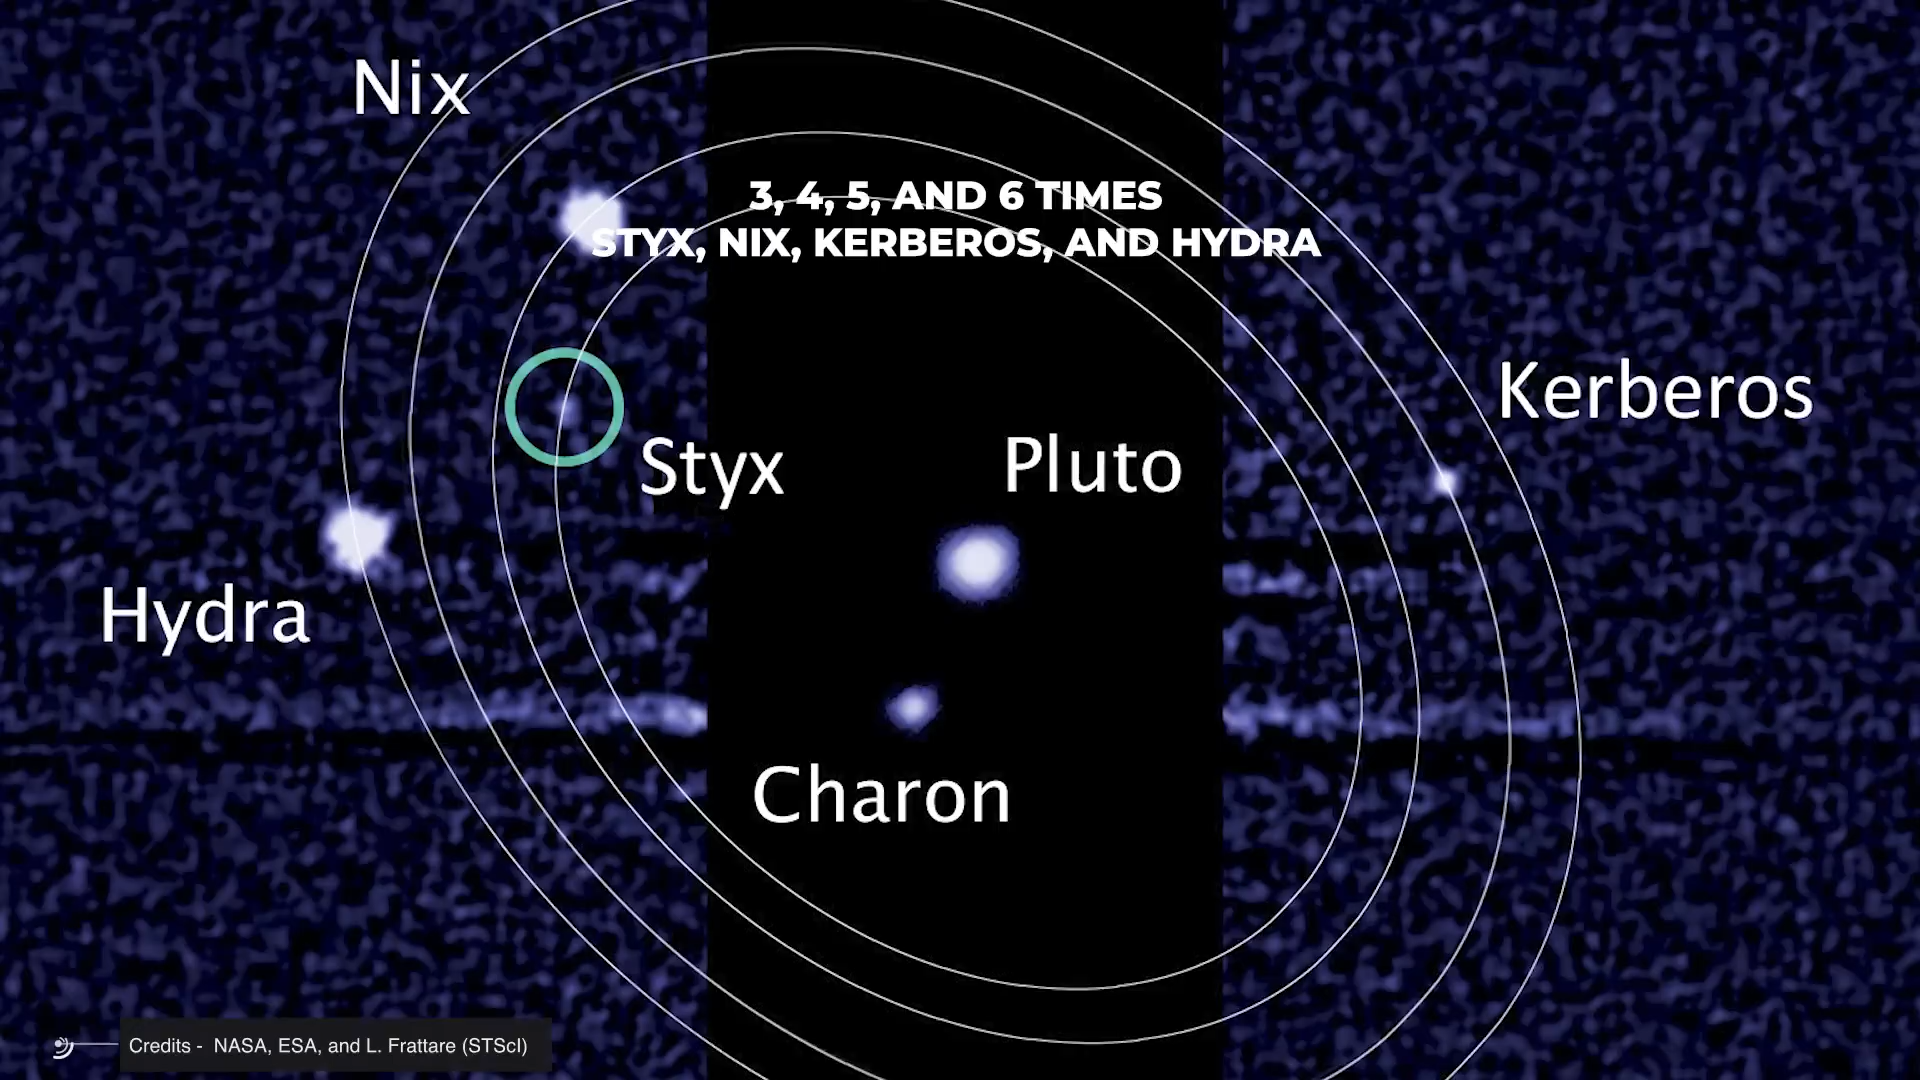 Nix
3, 4, 5, AND 6 TIMES
STYX, NIX, KERBEROS, AND HYDRA
Kerberos
Styx
Pluto
Hydra
Charon
Credits - NASA, ESA, and L. Frattare (STScI)